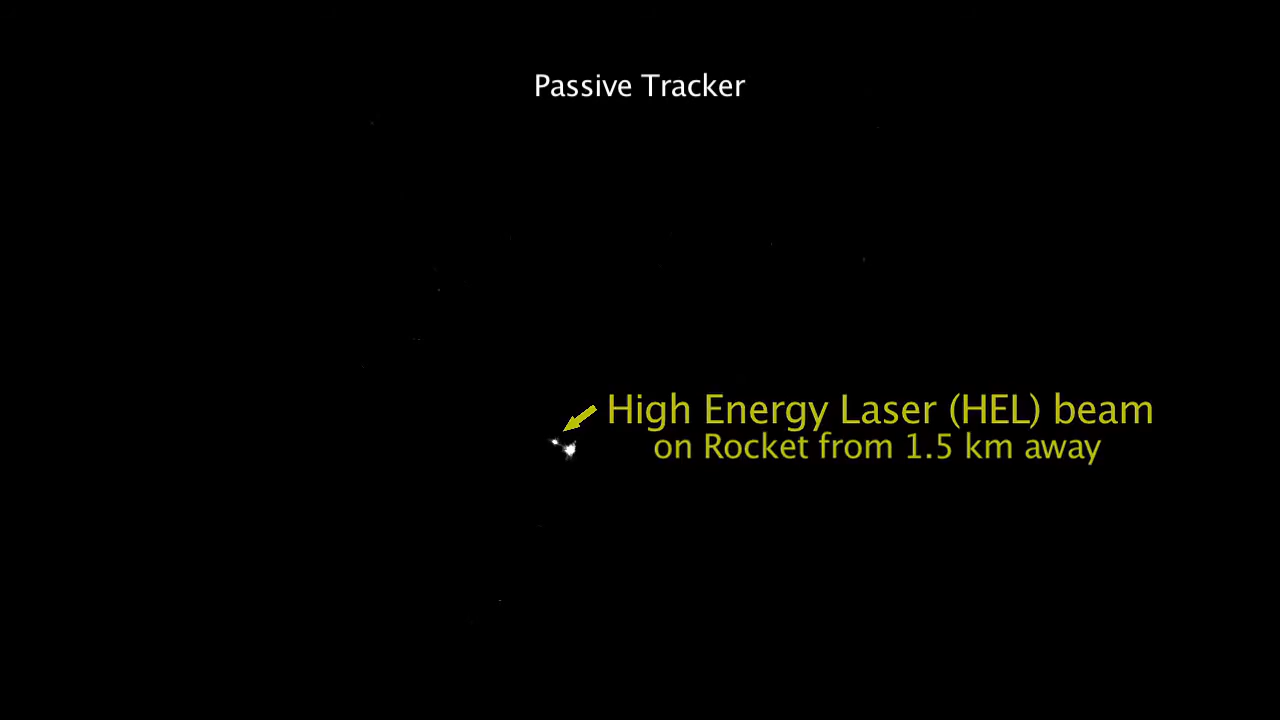 Passive Tracker
High Energy Laser (HEL) beam
on Rocket from 1.5 km away